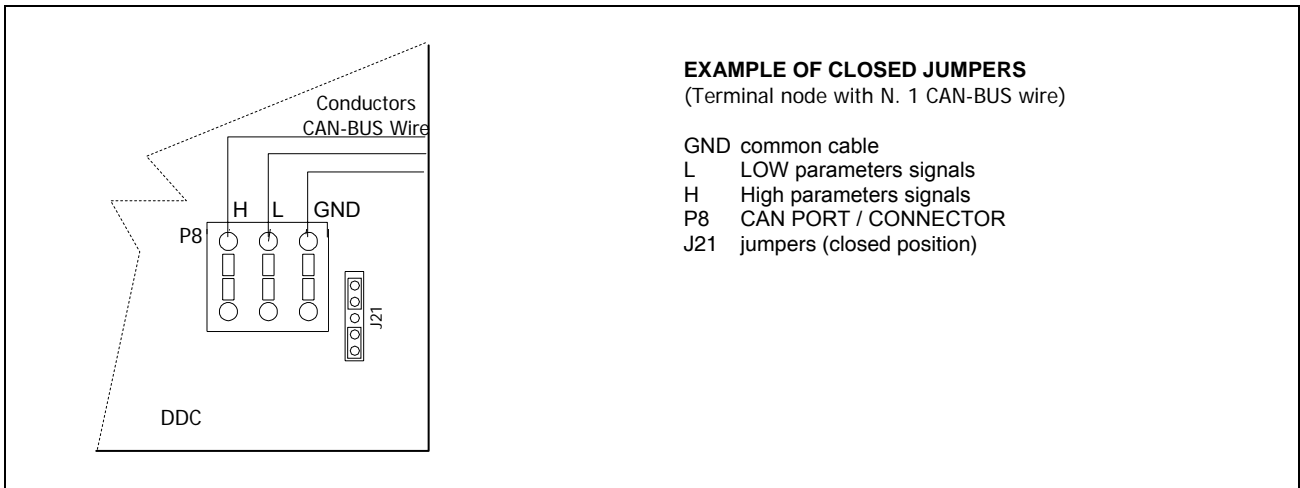 Conductors
CAN-BUS Wire
H L GND
P8
J21
DDC
EXAMPLE OF CLOSED JUMPERS
(Terminal node with N. 1 CAN-BUS wire)
GND common cable
L LOW parameters signals
H High parameters signals
P8 CAN PORT / CONNECTOR
J21 jumpers (closed position)